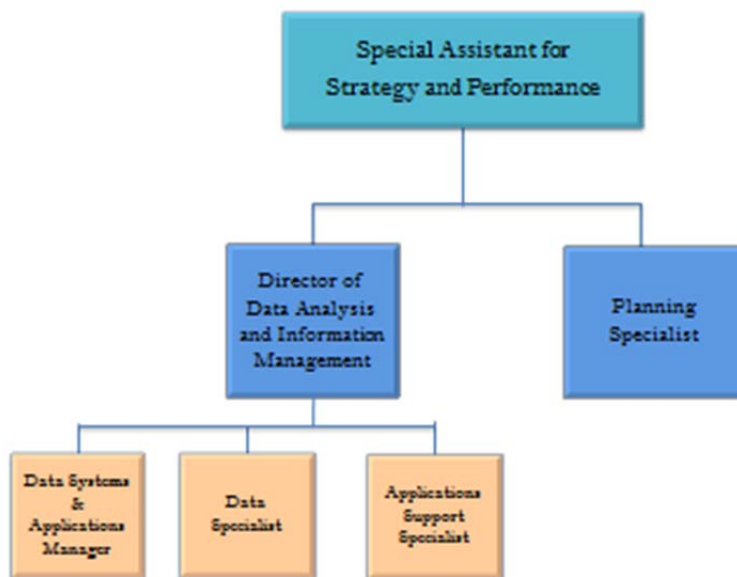 Special Assistant for
Strategy and Performance
Director of
Data Analysis
and Information
Management
Planning
Specialist
Data Systems
&
Applications
Manager
Data
Specialist
Applications
Support
Specialist